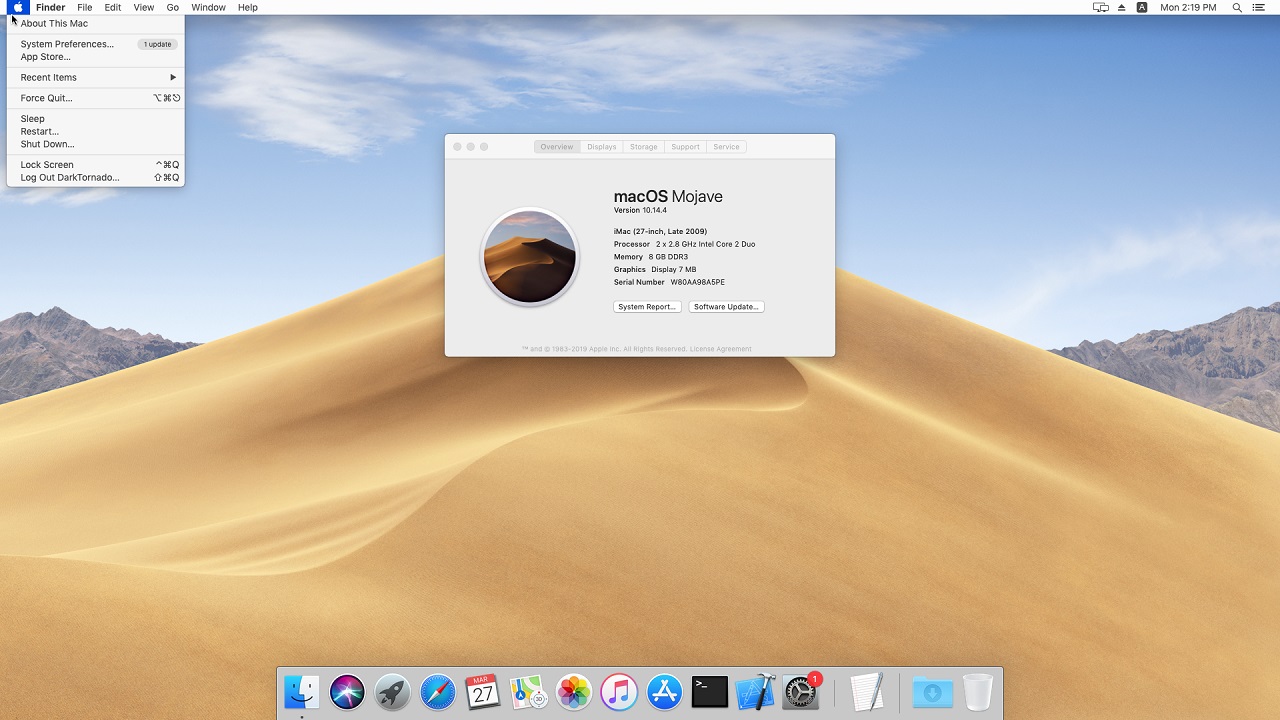 Finder File Edit View Go Window Help
A Mon 2:19 PM
About This Mac
System Preferences... 1 update
App Store...
Recent Items ▶
Force Quit... ⌥⌘⎋
Sleep
Restart...
Shut Down...
Lock Screen ^⌘Q
Log Out DarkTornado... ⇧⌘Q
Overview Displays Storage Support Service
macOS Mojave
Version 10.14.4
iMac (27-inch, Late 2009)
Processor 2 x 2.8 GHz Intel Core 2 Duo
Memory 8 GB DDR3
Graphics Display 7 MB
Serial Number W80AA98A5PE
System Report... Software Update...
™ and © 1983-2019 Apple Inc. All Rights Reserved. License Agreement
MAR
27
>_
1